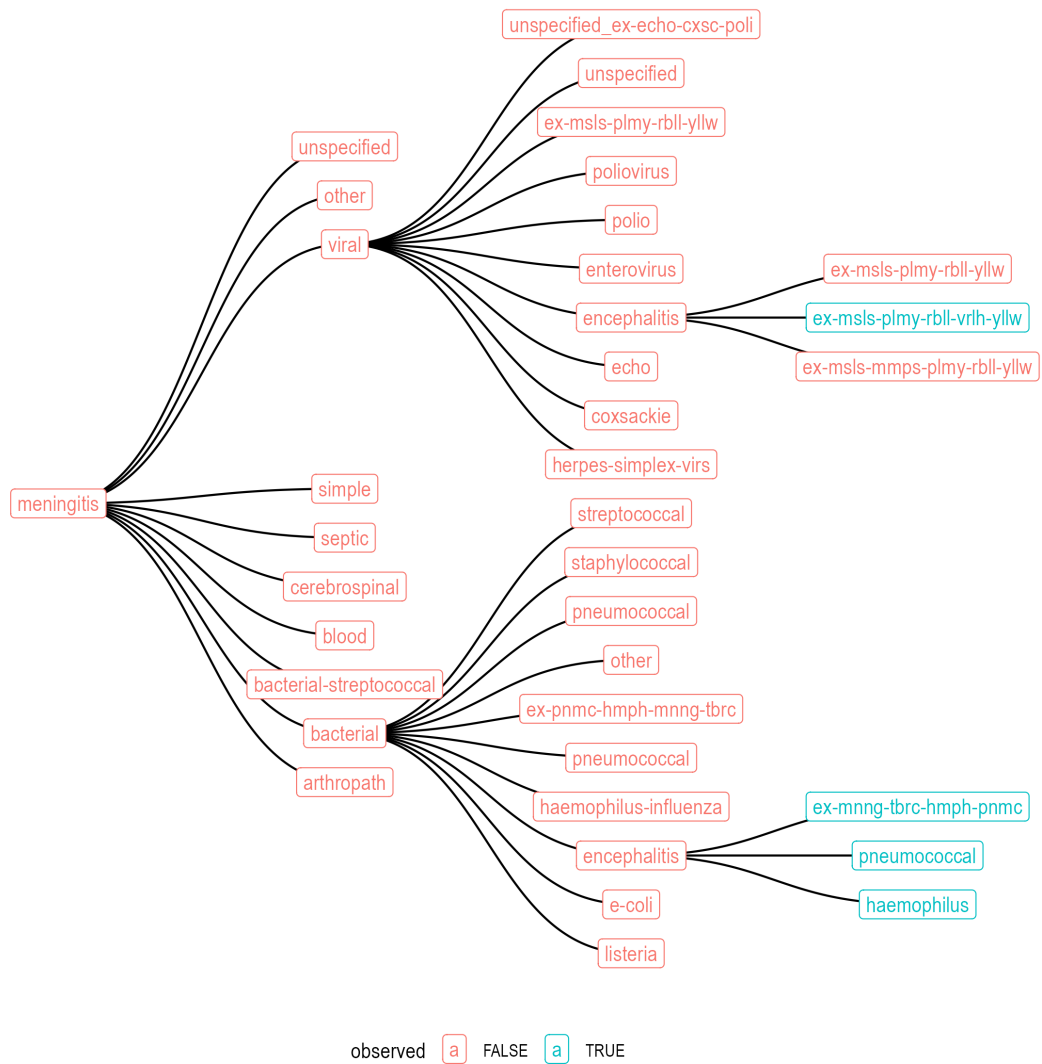 unspecified_ex-echo-cxsc-poli
unspecified
ex-msls-plmy-rbll-yllw
unspecified
poliovirus
other
polio
viral
enterovirus
ex-msls-plmy-rbll-yllw
encephalitis
ex-msls-plmy-rbll-vrlh-yllw
echo
ex-msls-mmps-plmy-rbll-yllw
coxsackie
herpes-simplex-virs
simple
meningitis
streptococcal
septic
staphylococcal
cerebrospinal
pneumococcal
blood
other
bacterial-streptococcal
ex-pnmc-hmph-mnng-tbrc
bacterial
pneumococcal
arthropath
haemophilus-influenza
ex-mnng-tbrc-hmph-pnmc
encephalitis
pneumococcal
e-coli
haemophilus
listeria
observed a FALSE a TRUE